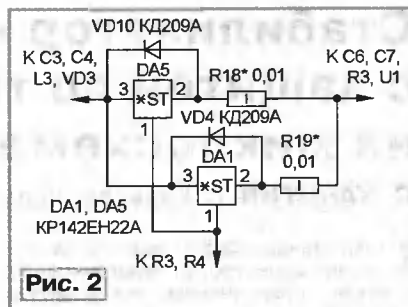 VD10 КД209А
К С3, С4,
L3, VD3
DA5
3
*ST
2
1
R18* 0,01
К С6, С7,
R3, U1
VD4 КД209А
DA1
3
*ST
2
1
R19*
0,01
DA1, DA5
КР142ЕН22А
К R3, R4
Рис. 2